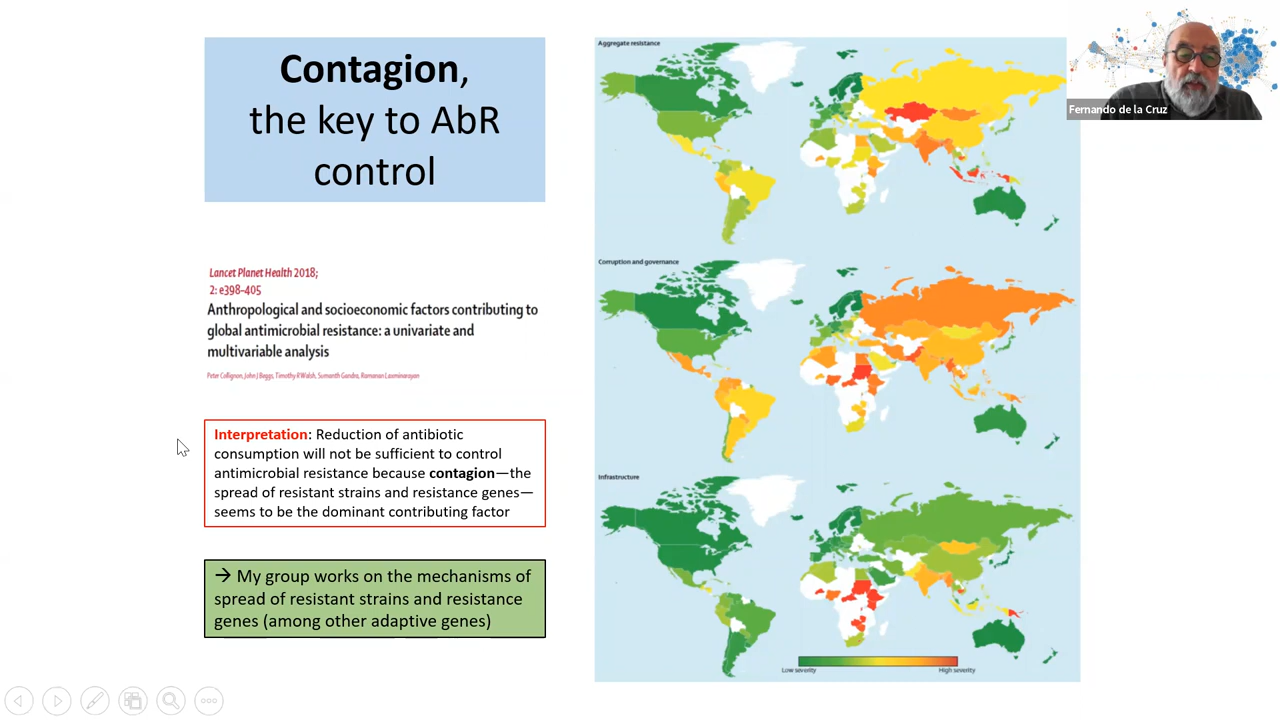 Contagion,
the key to AbR
control
Lancet Planet Health 2018;
2: e398–405
Anthropological and socioeconomic factors contributing to
global antimicrobial resistance: a univariate and
multivariable analysis
Peter Collignon, John J Beggs, Timothy R Walsh, Sumanth Gandra, Ramanan Laxminarayan
Interpretation: Reduction of antibiotic
consumption will not be sufficient to control
antimicrobial resistance because contagion—the
spread of resistant strains and resistance genes—
seems to be the dominant contributing factor
→ My group works on the mechanisms of
spread of resistant strains and resistance
genes (among other adaptive genes)
Aggregate resistance
Corruption and governance
Infrastructure
Low severity
High severity
Fernando de la Cruz